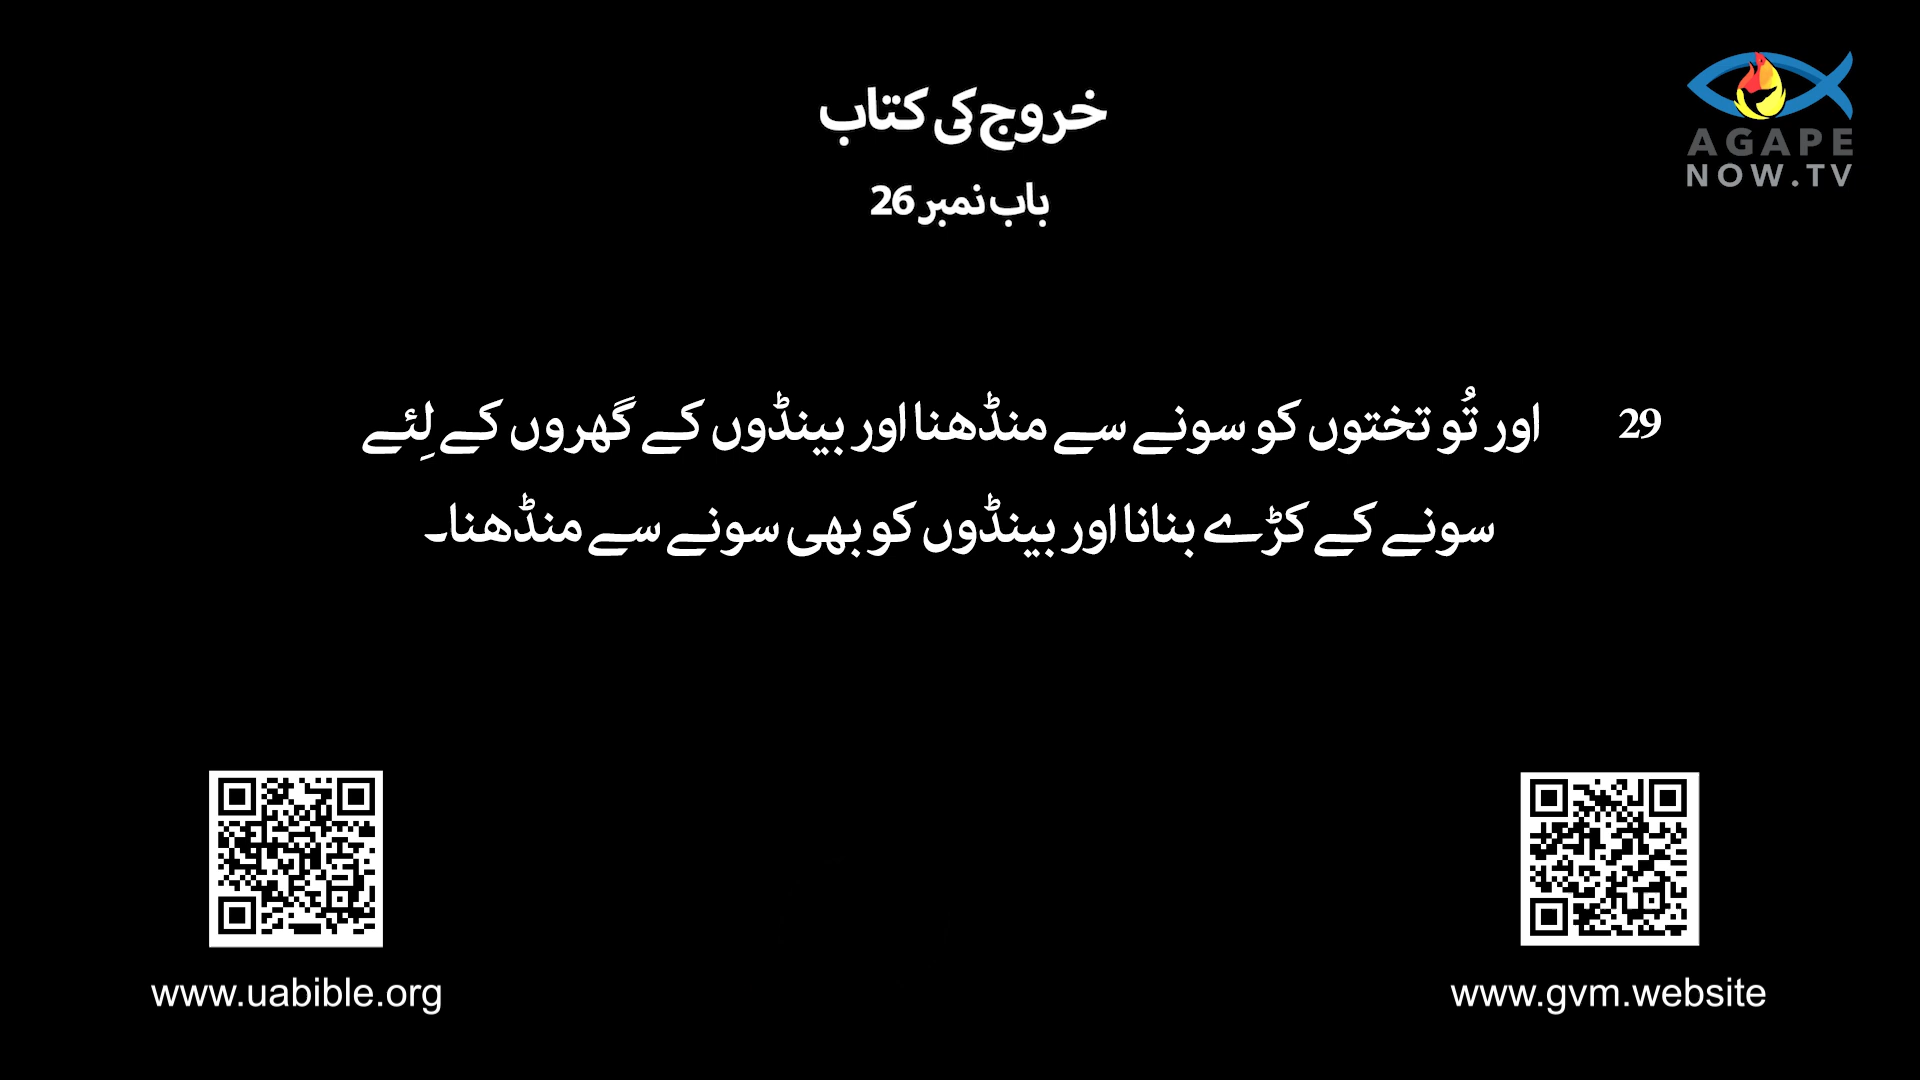 خروج کی کتاب
باب نمبر 26
AGAPE
NOW.TV
29 اور تُو تختوں کو سونے سے منڈھنا اور بینڈوں کے گھروں کے لِئے
سونے کے کڑے بنانا اور بینڈوں کو بھی سونے سے منڈھنا۔
www.uabible.org
www.gvm.website